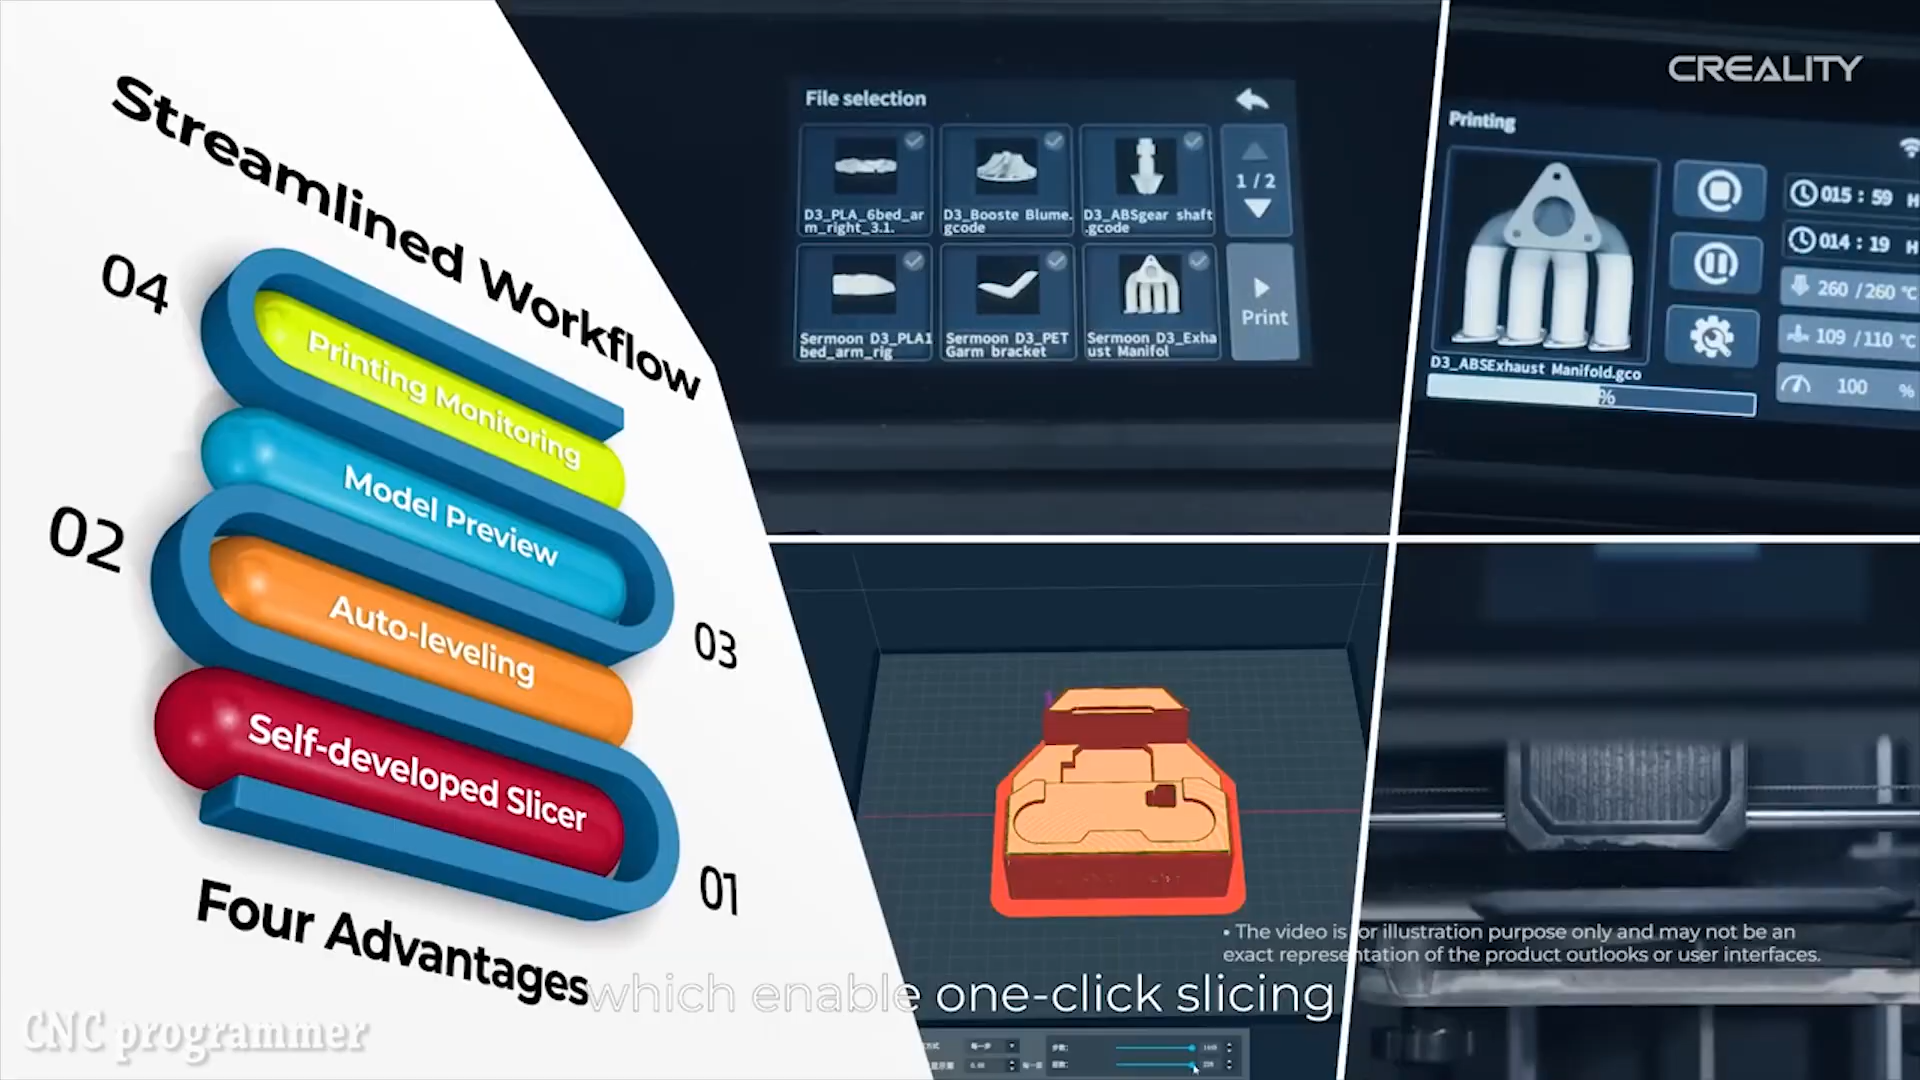 Streamlined Workflow
04
Printing Monitoring
Model Preview
03
02
Auto-leveling
Self-developed Slicer
01
Four Advantages
CNC programmer
File selection
D3_PLA_6bed_ar
m_right_3.1.
D3_Booste Blume.
gcode
D3_ABSgear shaft
.gcode
1 / 2
Sermoon D3_PLA1
bed_arm_rig
Sermoon D3_PET
Garm bracket
Sermoon D3_Exha
ust Manifol
Print
CREALITY
Printing
015 : 59 H
014 : 19 H
260 /260 °C
109 /110 °C
100 %
D3_ABSExhaust Manifold.gco
%
• The video is for illustration purpose only and may not be an
exact representation of the product outlooks or user interfaces.
which enable one-click slicing